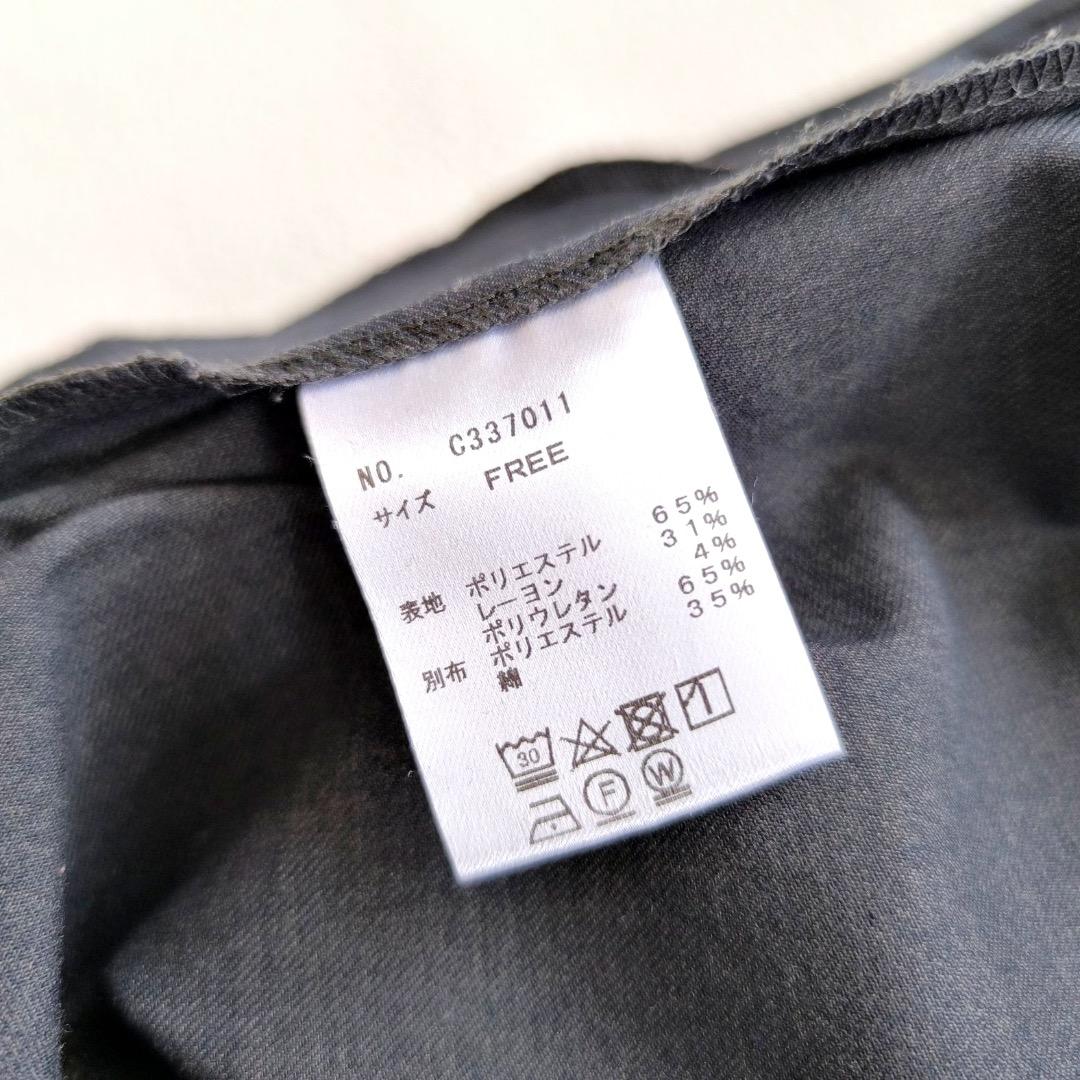 NO. C337011
サイズ FREE
表地 ポリエステル 65%
レーヨン 31%
ポリウレタン 4%
別布 ポリエステル 65%
綿 35%
30
F W